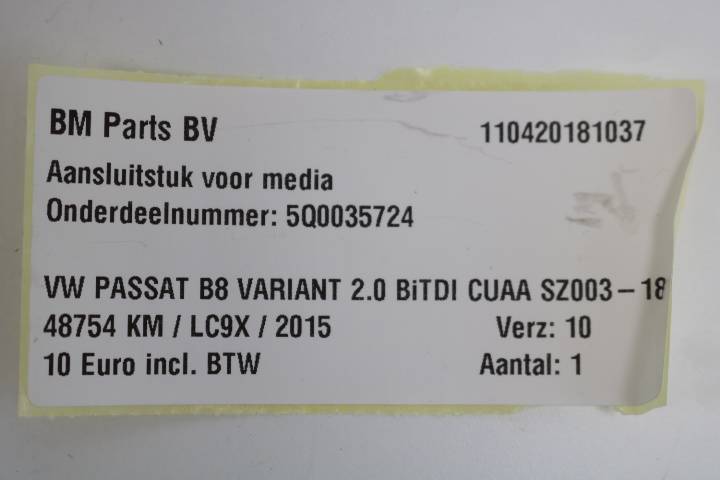 BM Parts BV 110420181037
Aansluitstuk voor media
Onderdeelnummer: 5Q0035724
VW PASSAT B8 VARIANT 2.0 BiTDI CUAA SZ003-18
48754 KM / LC9X / 2015 Verz: 10
10 Euro incl. BTW Aantal: 1